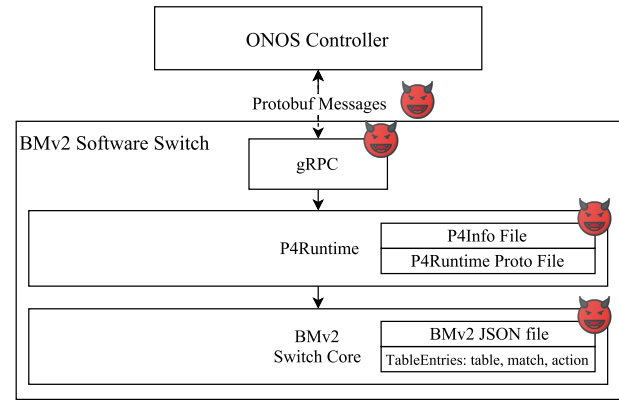 ONOS Controller
Protobuf Messages
BMv2 Software Switch
gRPC
P4Runtime
P4Info File
P4Runtime Proto File
BMv2
Switch Core
BMv2 JSON file
TableEntries: table, match, action